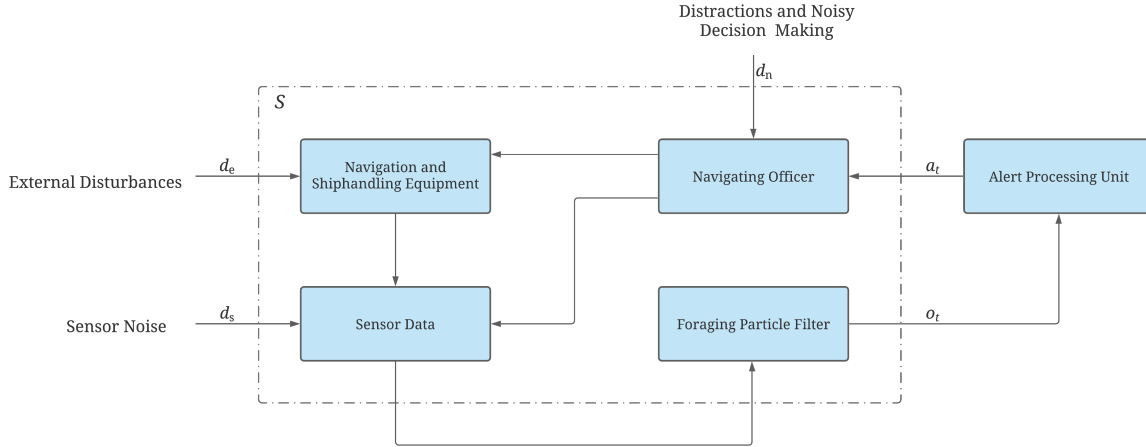 Distractions and Noisy
Decision Making
dn
S
External Disturbances
de
Navigation and
Shiphandling Equipment
Navigating Officer
at
Alert Processing Unit
Sensor Noise
ds
Sensor Data
Foraging Particle Filter
ot